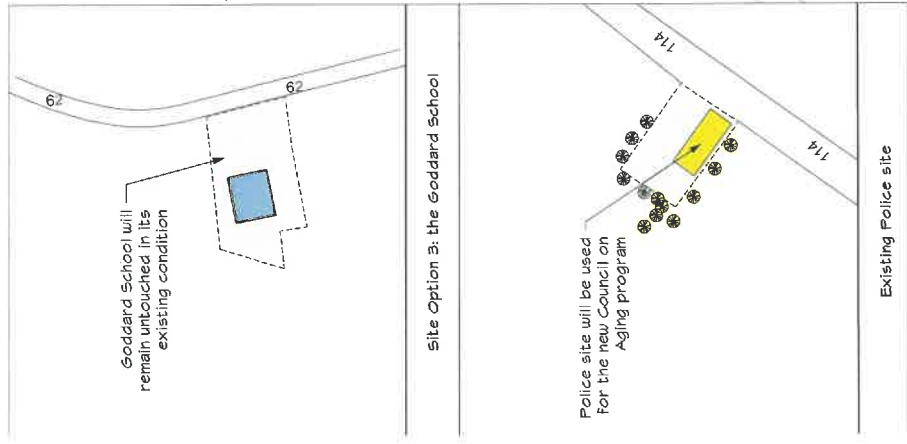 Goddard School will
remain untouched in its
existing condition
62
62
Site Option 3: the Goddard School
Police site will be used
for the new Council on
Aging program
114
114
Existing Police site